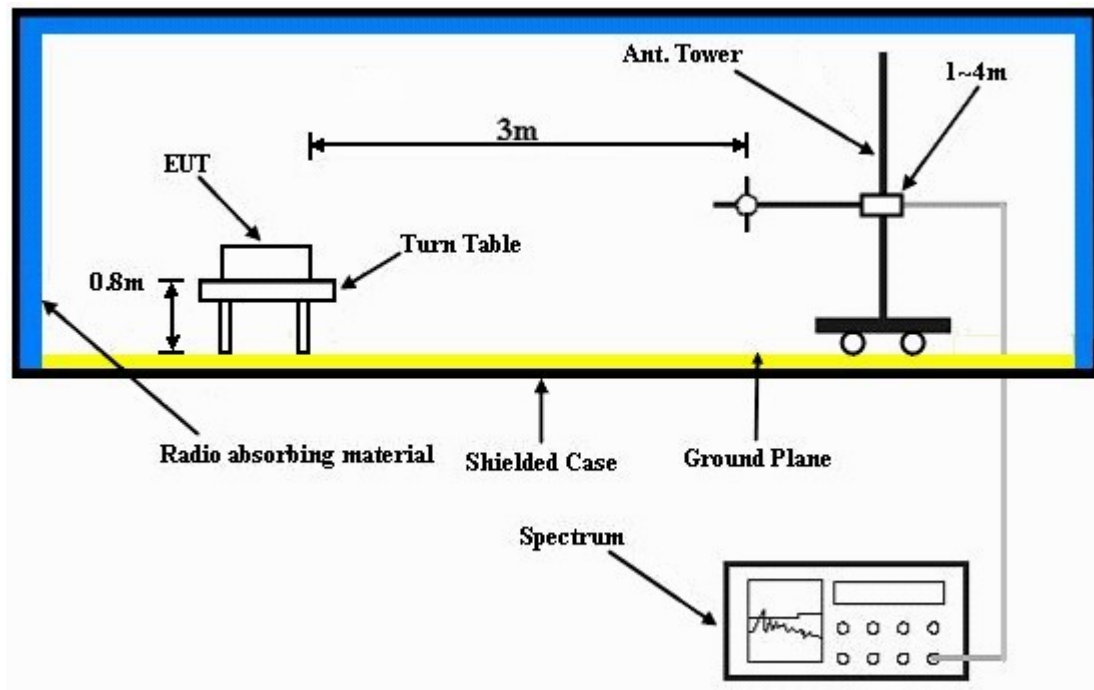 Ant. Tower
1~4m
3m
EUT
Turn Table
0.8m
Radio absorbing material
Shielded Case
Ground Plane
Spectrum